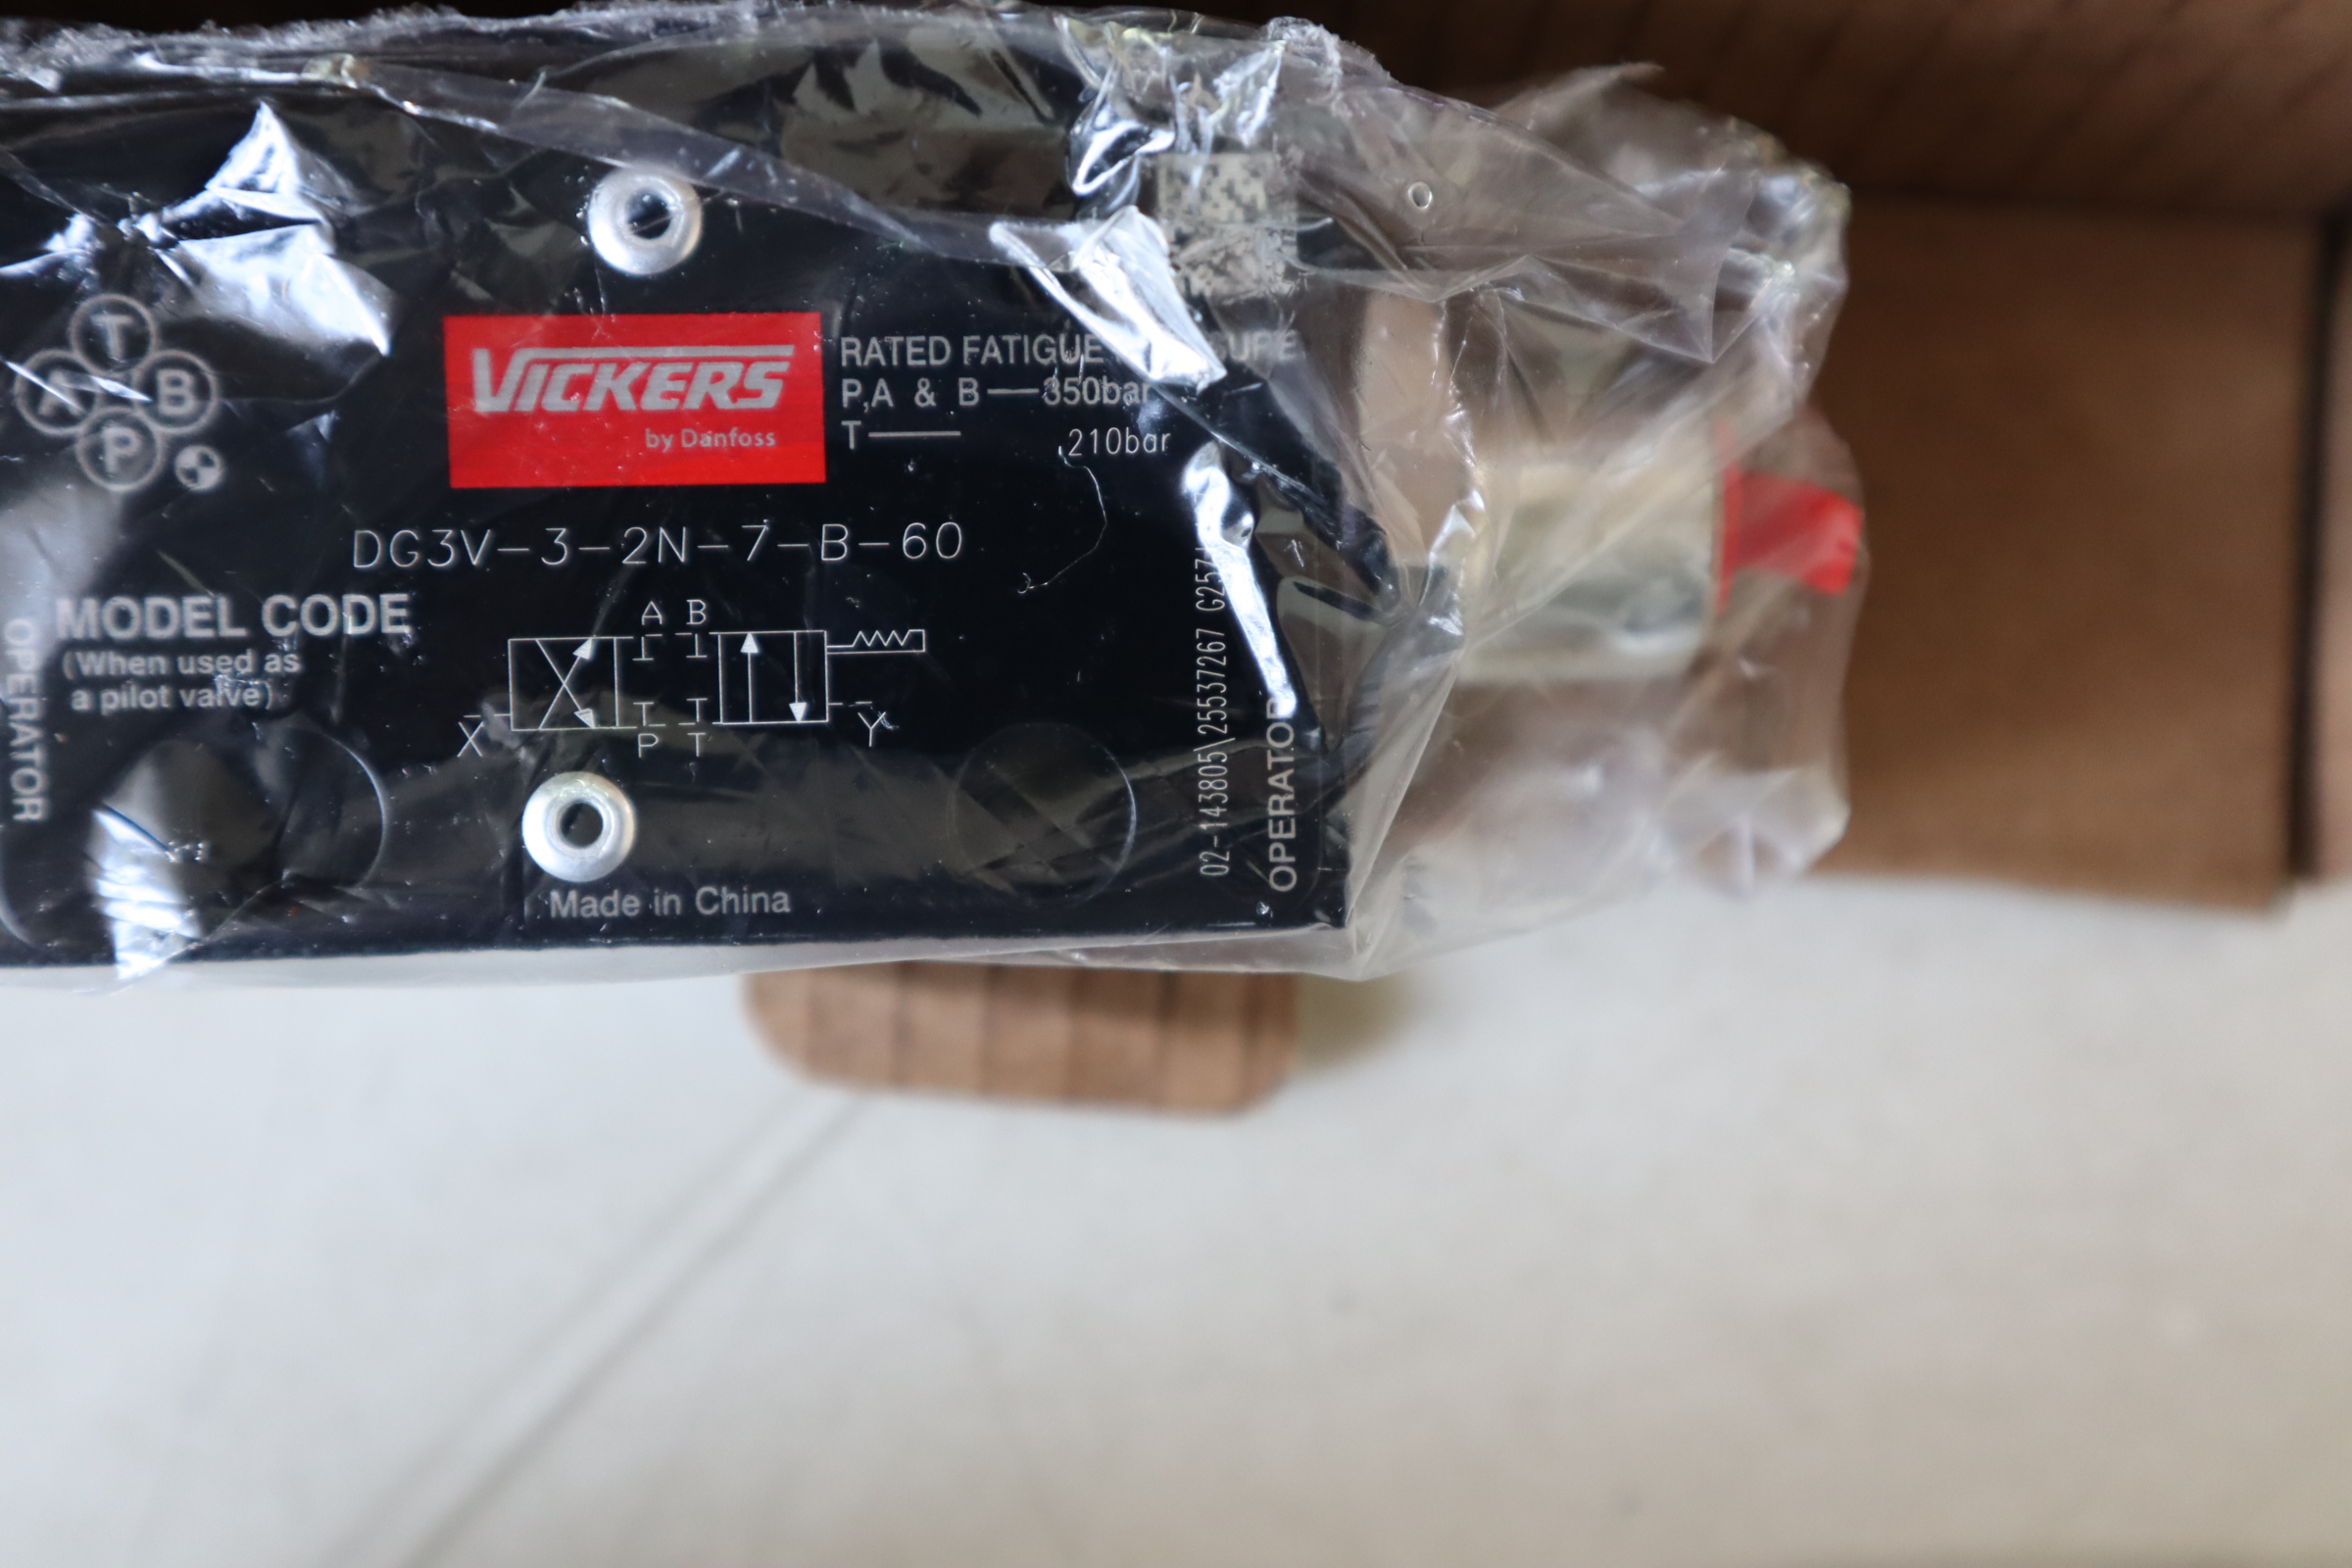 T
A B
P
VICKERS
by Danfoss
RATED FATIGUE
P,A & B — 350bar
T — 210bar
DG3V-3-2N-7-B-60
MODEL CODE
(When used as
a pilot valve)
A B
X P T Y
Made in China
OPERATOR
02-143805\25537267
OPERATOR